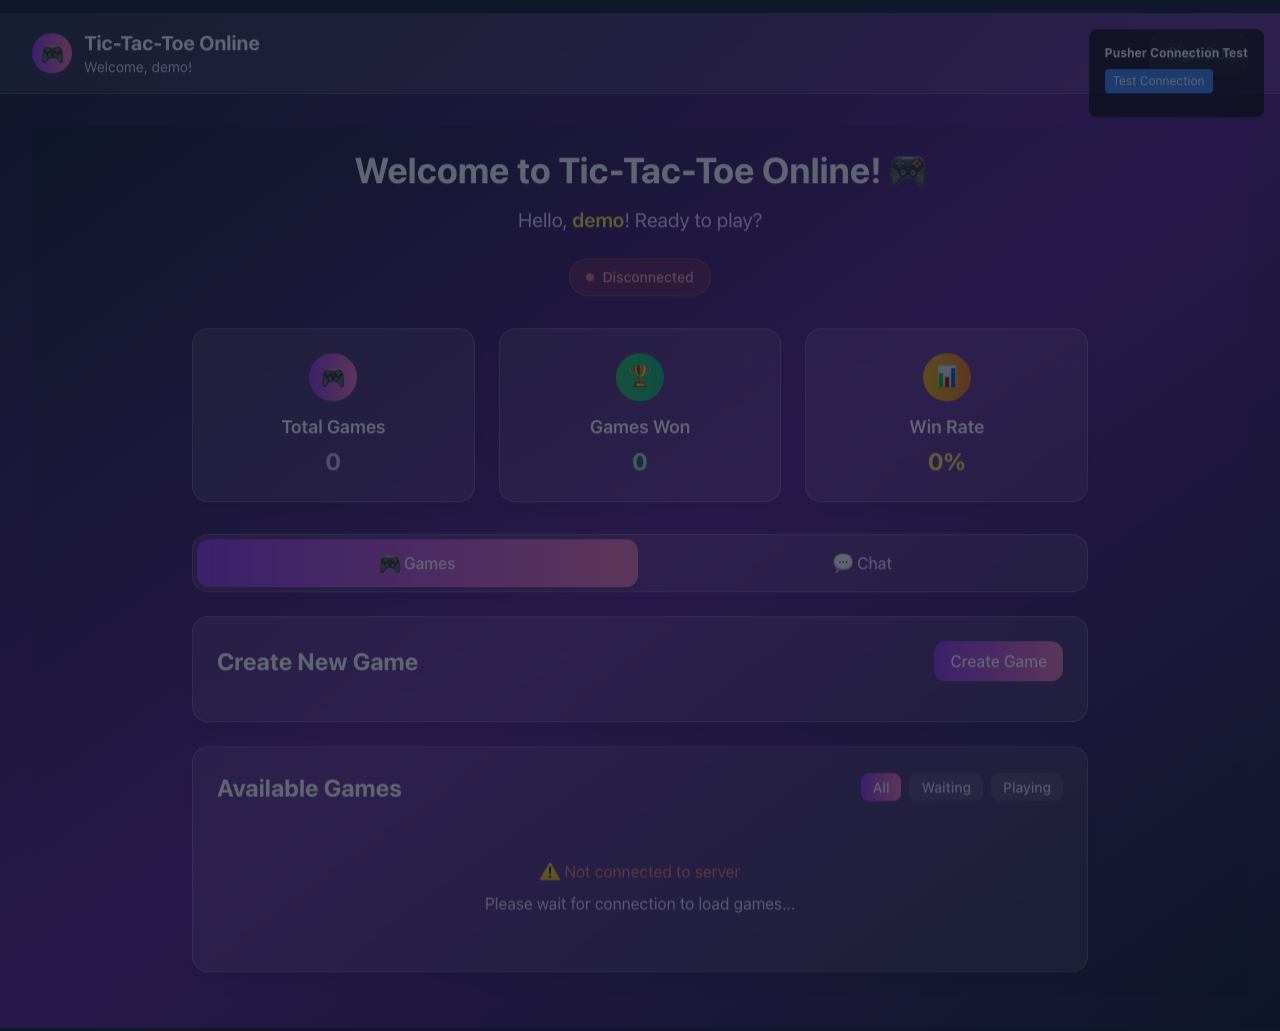 Tic-Tac-Toe Online
Welcome, demo!
Pusher Connection Test
Test Connection
Welcome to Tic-Tac-Toe Online! 🎮
Hello, demo! Ready to play?
Disconnected
Total Games
0
Games Won
0
Win Rate
0%
🎮 Games
💬 Chat
Create New Game
Create Game
Available Games
All
Waiting
Playing
⚠️ Not connected to server
Please wait for connection to load games...